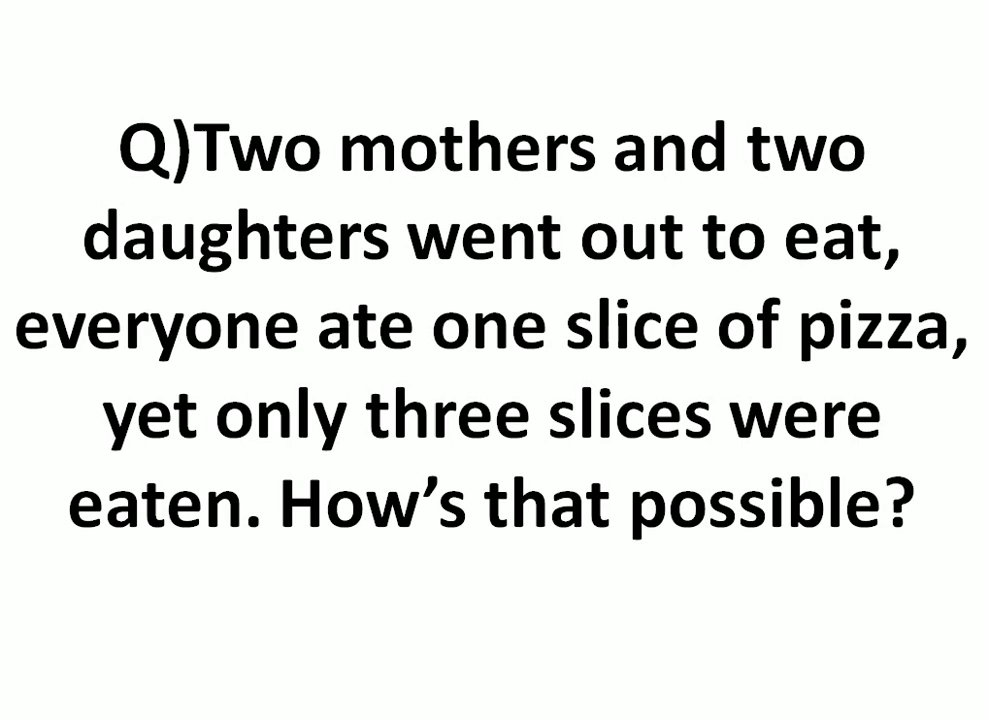 Q)Two mothers and two
daughters went out to eat,
everyone ate one slice of pizza,
yet only three slices were
eaten. How’s that possible?